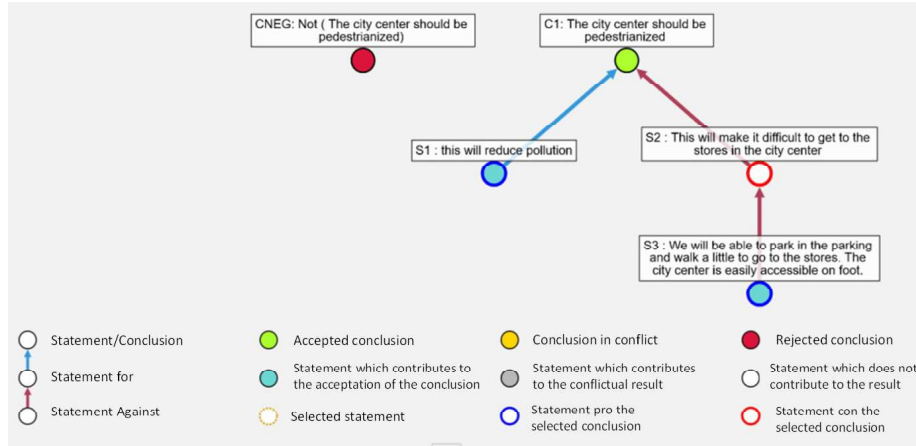 CNEG: Not ( The city center should be
pedestrianized)
C1: The city center should be
pedestrianized
S1 : this will reduce pollution
S2 : This will make it difficult to get to the
stores in the city center
S3 : We will be able to park in the parking
and walk a little to go to the stores. The
city center is easily accessible on foot.
Statement/Conclusion
Accepted conclusion
Conclusion in conflict
Rejected conclusion
Statement for
Statement which contributes to
the acceptation of the conclusion
Statement which contributes
to the conflictual result
Statement which does not
contribute to the result
Statement Against
Selected statement
Statement pro the
selected conclusion
Statement con the
selected conclusion